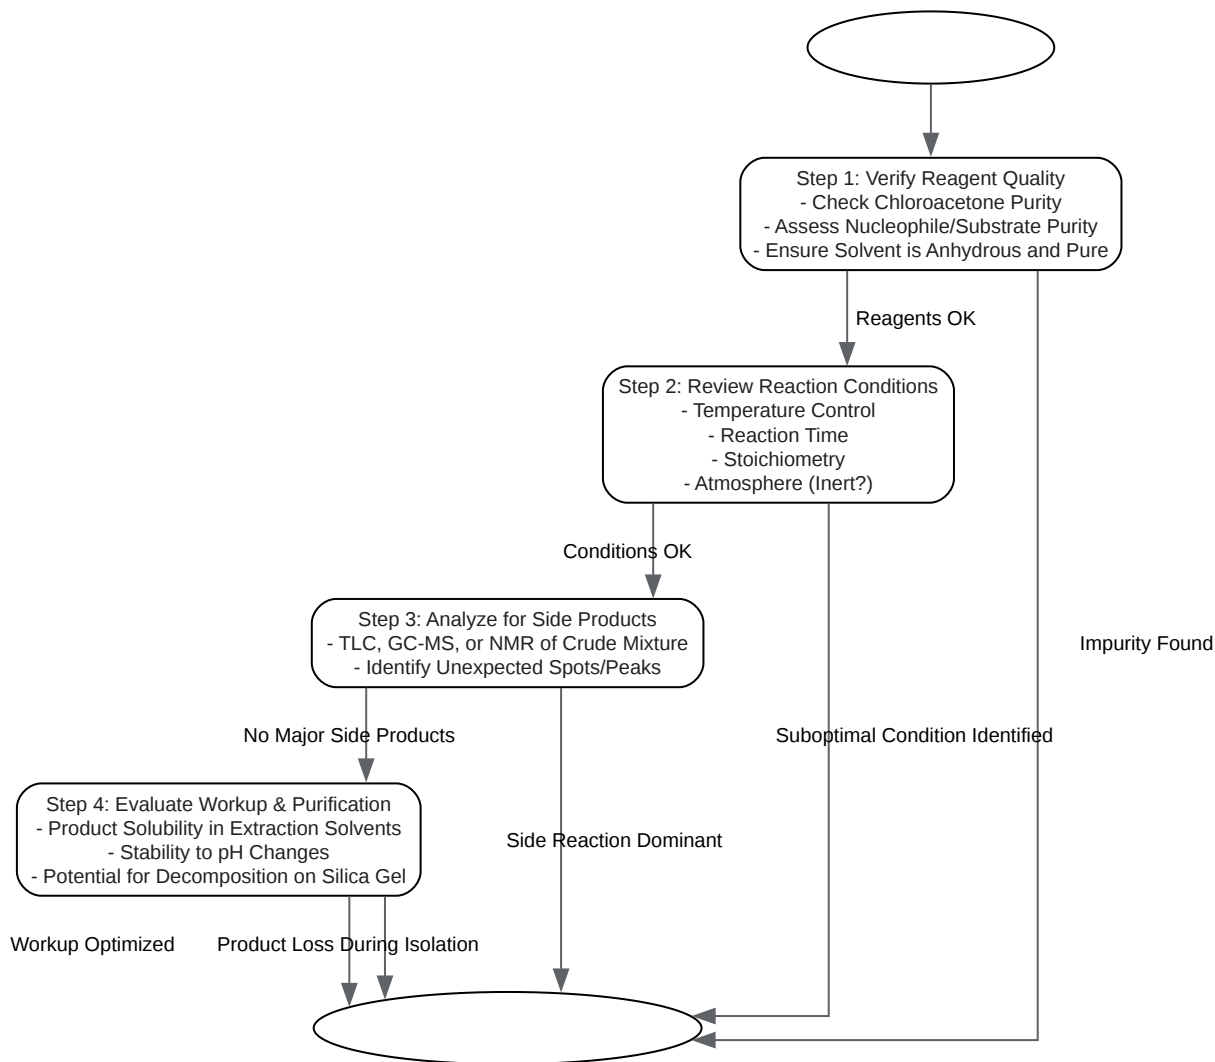 Step 1: Verify Reagent Quality
- Check Chloroacetone Purity
- Assess Nucleophile/Substrate Purity
- Ensure Solvent is Anhydrous and Pure
Reagents OK
Step 2: Review Reaction Conditions
- Temperature Control
- Reaction Time
- Stoichiometry
- Atmosphere (Inert?)
Conditions OK
Step 3: Analyze for Side Products
- TLC, GC-MS, or NMR of Crude Mixture
- Identify Unexpected Spots/Peaks
Impurity Found
No Major Side Products
Suboptimal Condition Identified
Step 4: Evaluate Workup & Purification
- Product Solubility in Extraction Solvents
- Stability to pH Changes
- Potential for Decomposition on Silica Gel
Side Reaction Dominant
Workup Optimized
Product Loss During Isolation